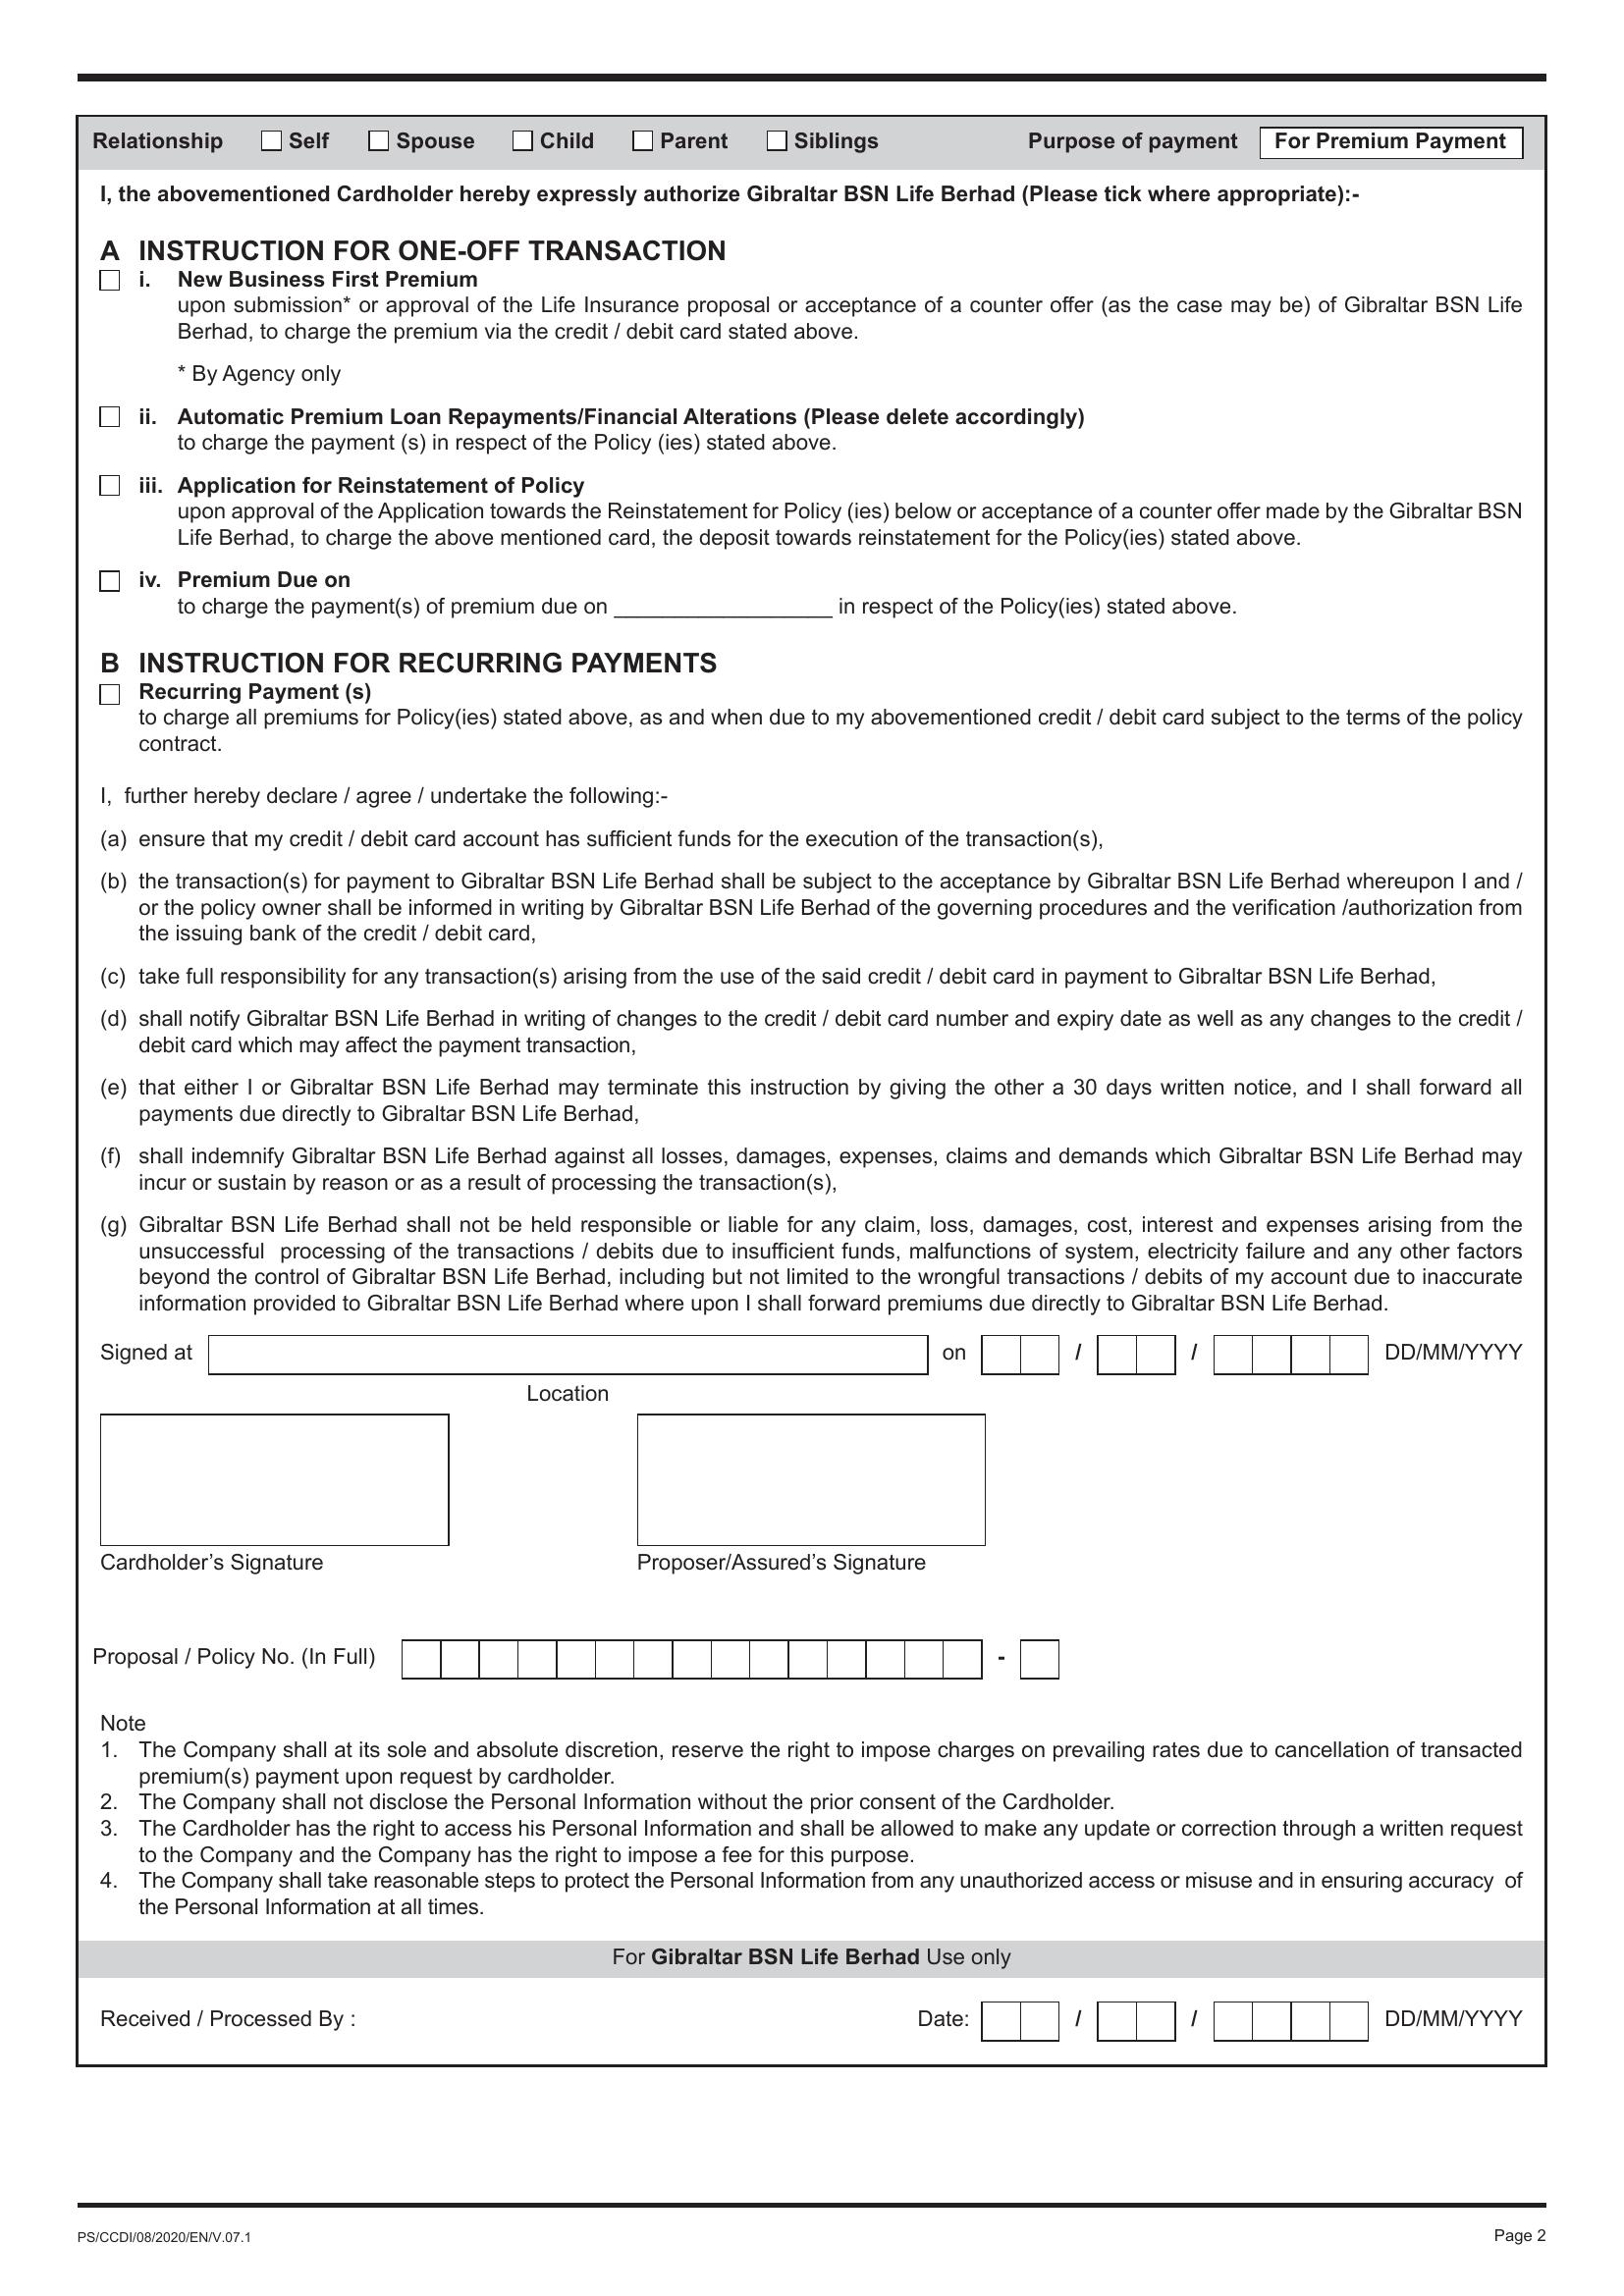 Relationship Self Spouse Child Parent Siblings Purpose of payment For Premium Payment
I, the abovementioned Cardholder hereby expressly authorize Gibraltar BSN Life Berhad (Please tick where appropriate):-
A INSTRUCTION FOR ONE-OFF TRANSACTION
i. New Business First Premium
upon submission* or approval of the Life Insurance proposal or acceptance of a counter offer (as the case may be) of Gibraltar BSN Life
Berhad, to charge the premium via the credit / debit card stated above.
* By Agency only
ii. Automatic Premium Loan Repayments/Financial Alterations (Please delete accordingly)
to charge the payment (s) in respect of the Policy (ies) stated above.
iii. Application for Reinstatement of Policy
upon approval of the Application towards the Reinstatement for Policy (ies) below or acceptance of a counter offer made by the Gibraltar BSN
Life Berhad, to charge the above mentioned card, the deposit towards reinstatement for the Policy(ies) stated above.
iv. Premium Due on
to charge the payment(s) of premium due on __________________ in respect of the Policy(ies) stated above.
B INSTRUCTION FOR RECURRING PAYMENTS
Recurring Payment (s)
to charge all premiums for Policy(ies) stated above, as and when due to my abovementioned credit / debit card subject to the terms of the policy
contract.
I, further hereby declare / agree / undertake the following:-
(a) ensure that my credit / debit card account has sufficient funds for the execution of the transaction(s),
(b) the transaction(s) for payment to Gibraltar BSN Life Berhad shall be subject to the acceptance by Gibraltar BSN Life Berhad whereupon I and /
or the policy owner shall be informed in writing by Gibraltar BSN Life Berhad of the governing procedures and the verification /authorization from
the issuing bank of the credit / debit card,
(c) take full responsibility for any transaction(s) arising from the use of the said credit / debit card in payment to Gibraltar BSN Life Berhad,
(d) shall notify Gibraltar BSN Life Berhad in writing of changes to the credit / debit card number and expiry date as well as any changes to the credit /
debit card which may affect the payment transaction,
(e) that either I or Gibraltar BSN Life Berhad may terminate this instruction by giving the other a 30 days written notice, and I shall forward all
payments due directly to Gibraltar BSN Life Berhad,
(f) shall indemnify Gibraltar BSN Life Berhad against all losses, damages, expenses, claims and demands which Gibraltar BSN Life Berhad may
incur or sustain by reason or as a result of processing the transaction(s),
(g) Gibraltar BSN Life Berhad shall not be held responsible or liable for any claim, loss, damages, cost, interest and expenses arising from the
unsuccessful processing of the transactions / debits due to insufficient funds, malfunctions of system, electricity failure and any other factors
beyond the control of Gibraltar BSN Life Berhad, including but not limited to the wrongful transactions / debits of my account due to inaccurate
information provided to Gibraltar BSN Life Berhad where upon I shall forward premiums due directly to Gibraltar BSN Life Berhad.
Signed at on / / DD/MM/YYYY
Location
Cardholder’s Signature Proposer/Assured’s Signature
Proposal / Policy No. (In Full) -
Note
1. The Company shall at its sole and absolute discretion, reserve the right to impose charges on prevailing rates due to cancellation of transacted
premium(s) payment upon request by cardholder.
2. The Company shall not disclose the Personal Information without the prior consent of the Cardholder.
3. The Cardholder has the right to access his Personal Information and shall be allowed to make any update or correction through a written request
to the Company and the Company has the right to impose a fee for this purpose.
4. The Company shall take reasonable steps to protect the Personal Information from any unauthorized access or misuse and in ensuring accuracy of
the Personal Information at all times.
For Gibraltar BSN Life Berhad Use only
Received / Processed By : Date: / / DD/MM/YYYY
PS/CCDI/08/2020/EN/V.07.1 Page 2